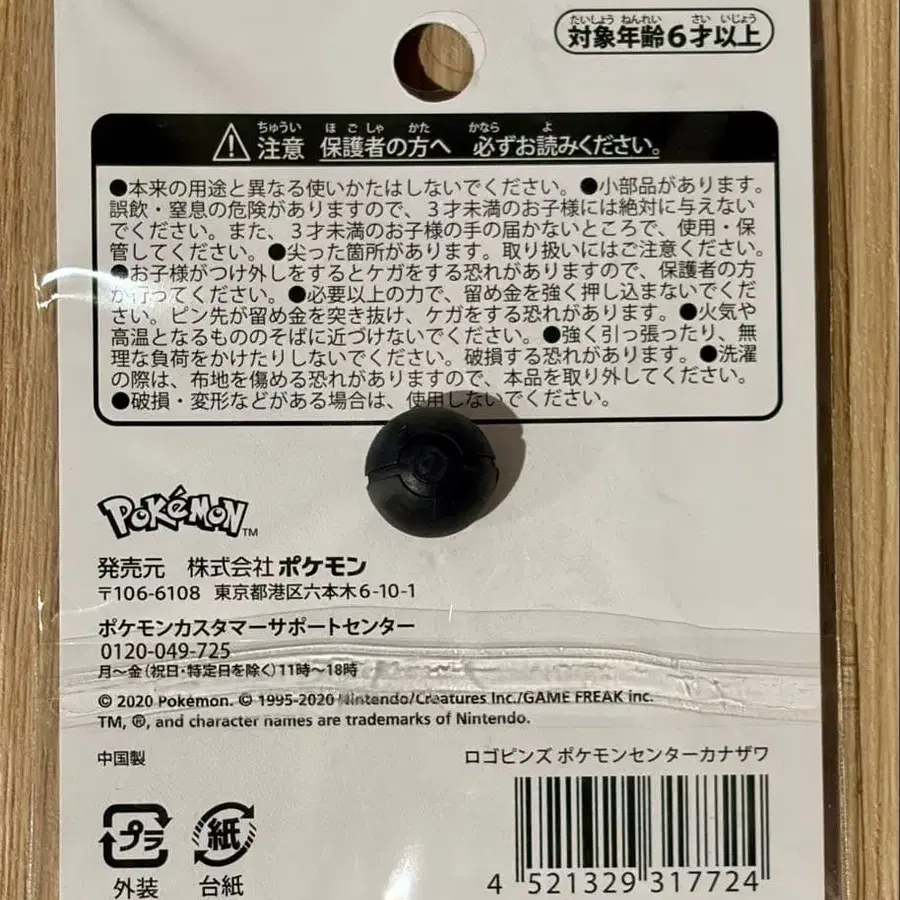 対象年齢6才以上
たいしょう ねんれい さい いじょう
注意 保護者の方へ 必ずお読みください。
ちゅうい ほごしゃ かた かなら よ
●本来の用途と異なる使いかたはしないでください。●小部品があります。
誤飲・窒息の危険がありますので、3才未満のお子様には絶対に与えない
でください。また、3才未満のお子様の手の届かないところで、使用・保
管してください。●尖った箇所があります。取り扱いにはご注意ください。
●お子様がつけ外しをするとケガをする恐れがありますので、保護者の方
が行ってください。●必要以上の力で、留め金を強く押し込まないでくだ
さい。ピン先が留め金を突き抜け、ケガをする恐れがあります。●火気や
高温となるもののそばに近づけないでください。●強く引っ張ったり、無
理な負荷をかけたりしないでください。破損する恐れがあります。●洗濯
の際は、布地を傷める恐れがありますので、本品を取り外してください。
●破損・変形などがある場合は、使用しないでください。
POKéMON™
発売元 株式会社ポケモン
〒106-6108 東京都港区六本木6-10-1
ポケモンカスタマーサポートセンター
0120-049-725
月〜金(祝日・特定日を除く)11時〜18時
© 2020 Pokémon. © 1995-2020 Nintendo/Creatures Inc./GAME FREAK inc.
TM, ®, and character names are trademarks of Nintendo.
中国製 ロゴピンズ ポケモンセンターカナザワ
プラ 紙
外装 台紙
4 521329 317724